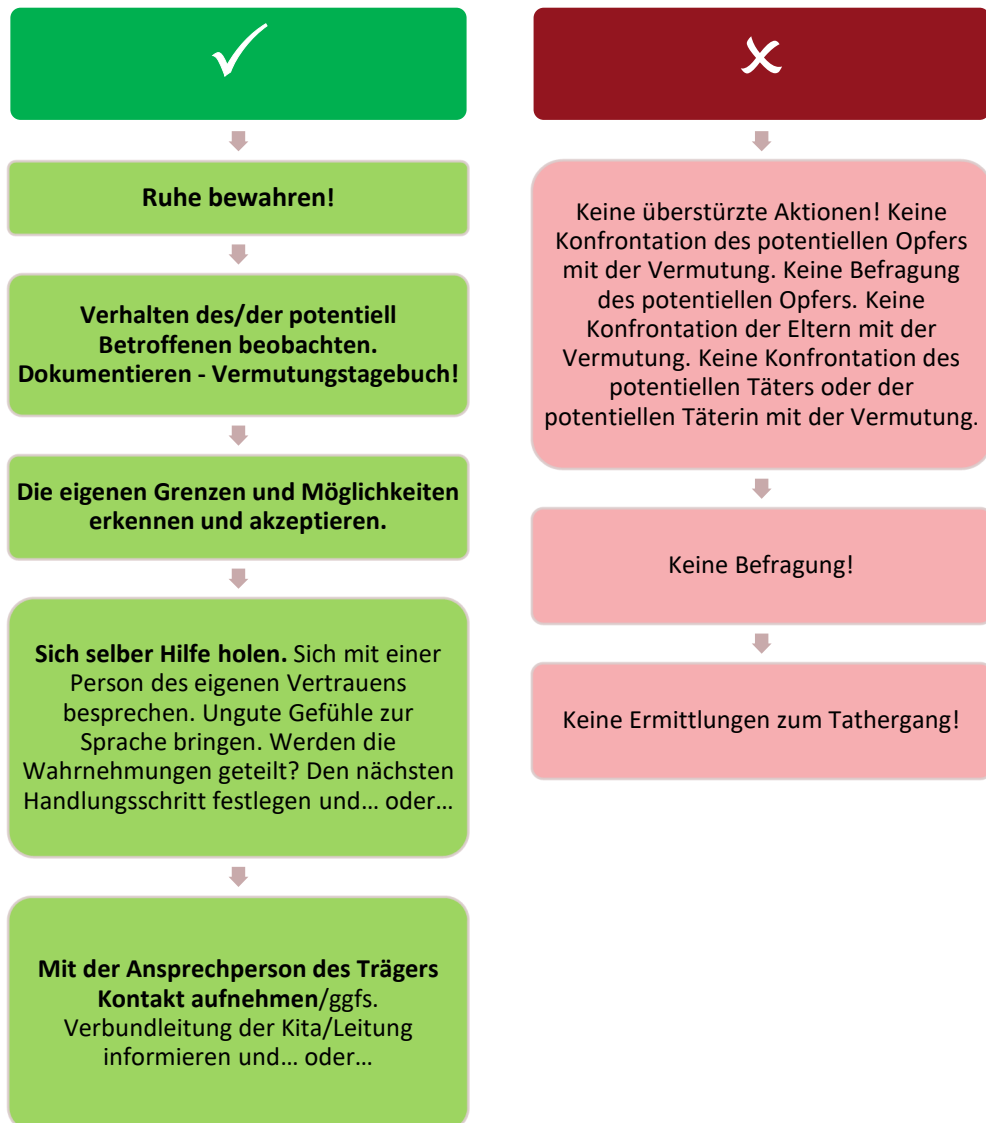 Ruhe bewahren!
Verhalten des/der potentiell
Betroffenen beobachten.
Dokumentieren - Vermutungstagebuch!
Die eigenen Grenzen und Möglichkeiten
erkennen und akzeptieren.
Sich selber Hilfe holen. Sich mit einer
Person des eigenen Vertrauens
besprechen. Ungute Gefühle zur
Sprache bringen. Werden die
Wahrnehmungen geteilt? Den nächsten
Handlungsschritt festlegen und… oder…
Mit der Ansprechperson des Trägers
Kontakt aufnehmen/ggfs.
Verbundleitung der Kita/Leitung
informieren und… oder…
Keine überstürzte Aktionen! Keine
Konfrontation des potentiellen Opfers
mit der Vermutung. Keine Befragung
des potentiellen Opfers. Keine
Konfrontation der Eltern mit der
Vermutung. Keine Konfrontation des
potentiellen Täters oder der
potentiellen Täterin mit der Vermutung.
Keine Befragung!
Keine Ermittlungen zum Tathergang!